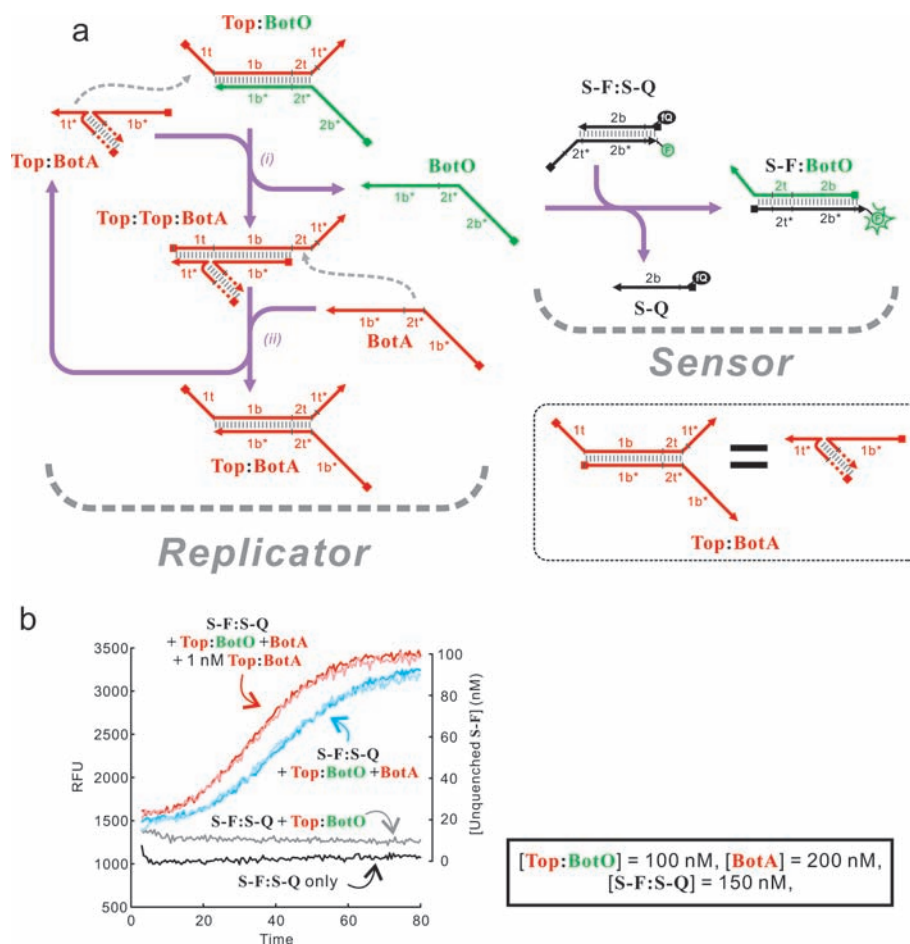 a
Top:BotO
1t 1b 2t 1t*
1b* 2t*
2b*
1t* 1b*
Top:BotA
(i)
BotO
1b* 2t*
2b*
S-F:S-Q
2b fQ
2t* 2b* F
S-F:BotO
2t 2b
2t* 2b* F
2b fQ
S-Q
Sensor
Top:Top:BotA
1t 1b 2t 1t*
1t* 1b*
(ii)
1b* 2t*
BotA
1b*
1t 1b 2t 1t*
1b* 2t*
Top:BotA
1b*
Replicator
1t 1b 2t 1t*
1b* 2t*
1b*
=
1t* 1b*
Top:BotA
b
S-F:S-Q
+ Top:BotO +BotA
+ 1 nM Top:BotA
S-F:S-Q
+ Top:BotO +BotA
S-F:S-Q + Top:BotO
S-F:S-Q only
RFU
3500
3000
2500
2000
1500
1000
500
0 20 40 60 80
Time
100
80
60
40
20
0
[Unquenched S-F] (nM)
[Top:BotO] = 100 nM, [BotA] = 200 nM,
[S-F:S-Q] = 150 nM,